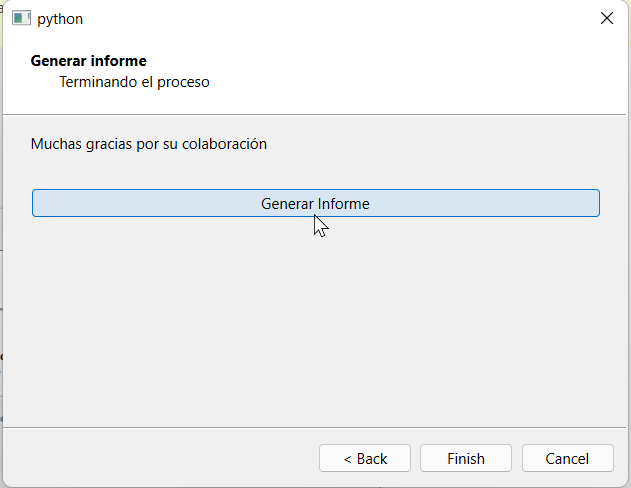 python
Generar informe
Terminando el proceso
Muchas gracias por su colaboración
Generar Informe
< Back
Finish
Cancel